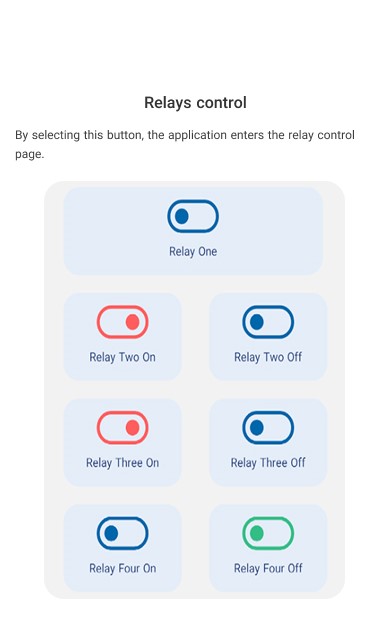 Relays control
By selecting this button, the application enters the relay control
page.
Relay One
Relay Two On
Relay Two Off
Relay Three On
Relay Three Off
Relay Four On
Relay Four Off